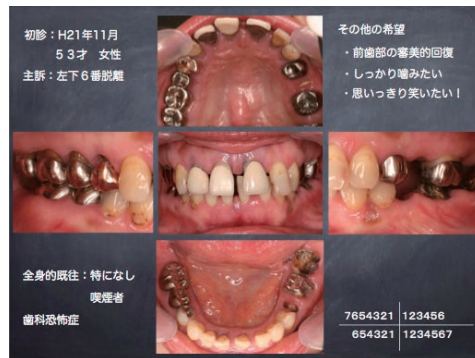 初診：H21年11月
53才 女性
主訴：左下6番脱離
その他の希望
・前歯部の審美的回復
・しっかり噛みたい
・思いっきり笑いたい！
全身的既往：特になし
喫煙者
歯科恐怖症
7654321 123456
654321 1234567